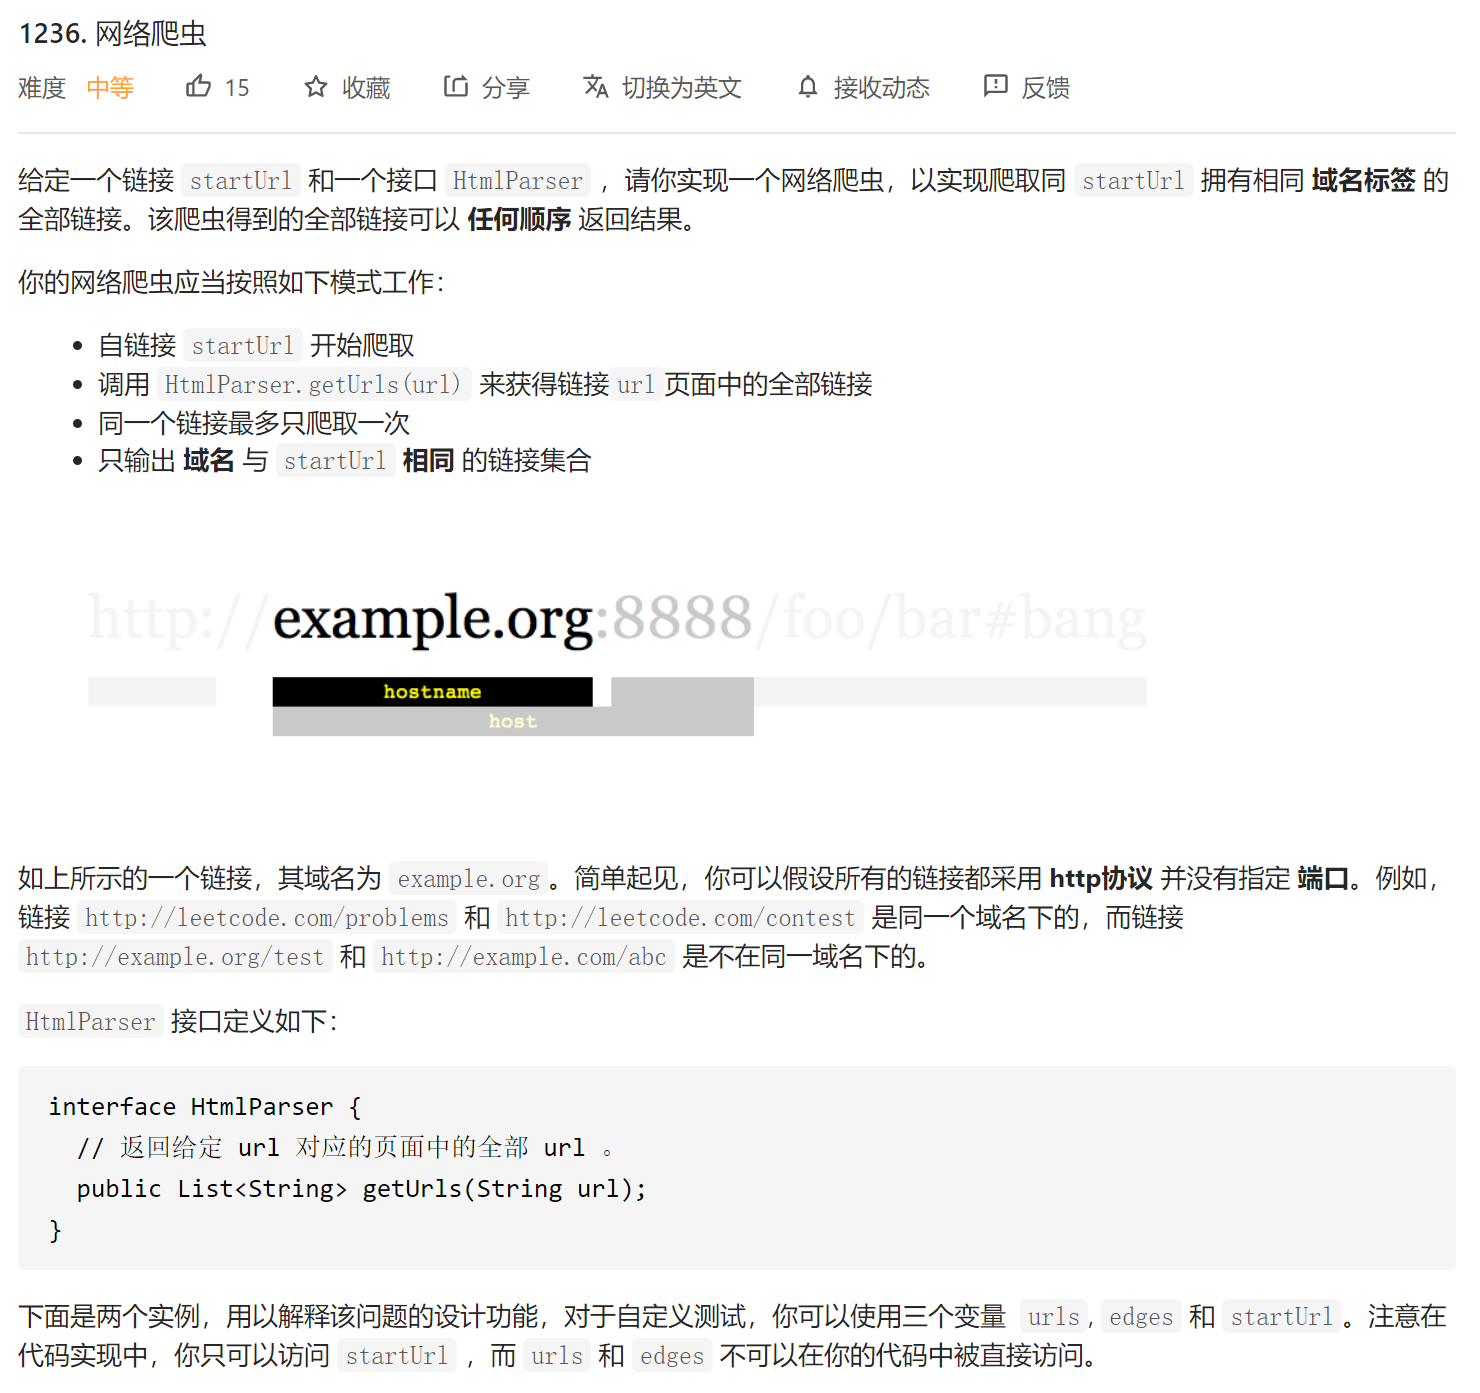 1236. 网络爬虫
难度 中等 15 收藏 分享 切换为英文 接收动态 反馈
给定一个链接 startUrl 和一个接口 HtmlParser ，请你实现一个网络爬虫，以实现爬取同 startUrl 拥有相同 域名标签 的
全部链接。该爬虫得到的全部链接可以 任何顺序 返回结果。
你的网络爬虫应当按照如下模式工作：
• 自链接 startUrl 开始爬取
• 调用 HtmlParser.getUrls(url) 来获得链接 url 页面中的全部链接
• 同一个链接最多只爬取一次
• 只输出 域名 与 startUrl 相同 的链接集合
http://example.org:8888/foo/bar#bang
hostname
host
如上所示的一个链接，其域名为 example.org。简单起见，你可以假设所有的链接都采用 http协议 并没有指定 端口。例如，
链接 http://leetcode.com/problems 和 http://leetcode.com/contest 是同一个域名下的，而链接
http://example.org/test 和 http://example.com/abc 是不在同一域名下的。
HtmlParser 接口定义如下：
interface HtmlParser {
// 返回给定 url 对应的页面中的全部 url 。
public List<String> getUrls(String url);
}
下面是两个实例，用以解释该问题的设计功能，对于自定义测试，你可以使用三个变量 urls, edges 和 startUrl。注意在
代码实现中，你只可以访问 startUrl ，而 urls 和 edges 不可以在你的代码中被直接访问。